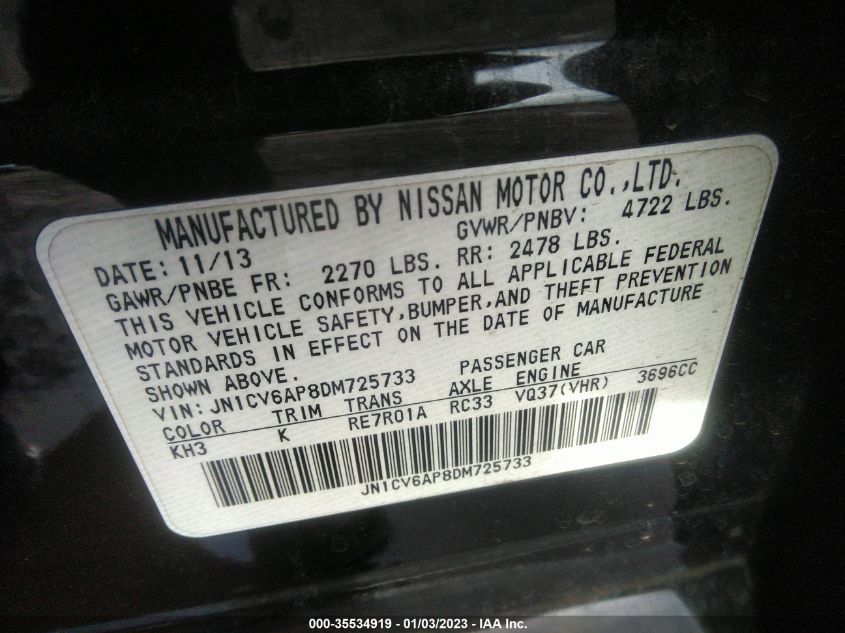 MANUFACTURED BY NISSAN MOTOR CO.,LTD.
DATE: 11/13 GVWR/PNBV: 4722 LBS.
GAWR/PNBE FR: 2270 LBS. RR: 2478 LBS.
THIS VEHICLE CONFORMS TO ALL APPLICABLE FEDERAL
MOTOR VEHICLE SAFETY,BUMPER,AND THEFT PREVENTION
STANDARDS IN EFFECT ON THE DATE OF MANUFACTURE
SHOWN ABOVE.
VIN: JN1CV6AP8DM725733 PASSENGER CAR
COLOR TRIM TRANS AXLE ENGINE
KH3 K RE7R01A RC33 VQ37(VHR) 3696CC
JN1CV6AP8DM725733
000-35534919 - 01/03/2023 - IAA Inc.